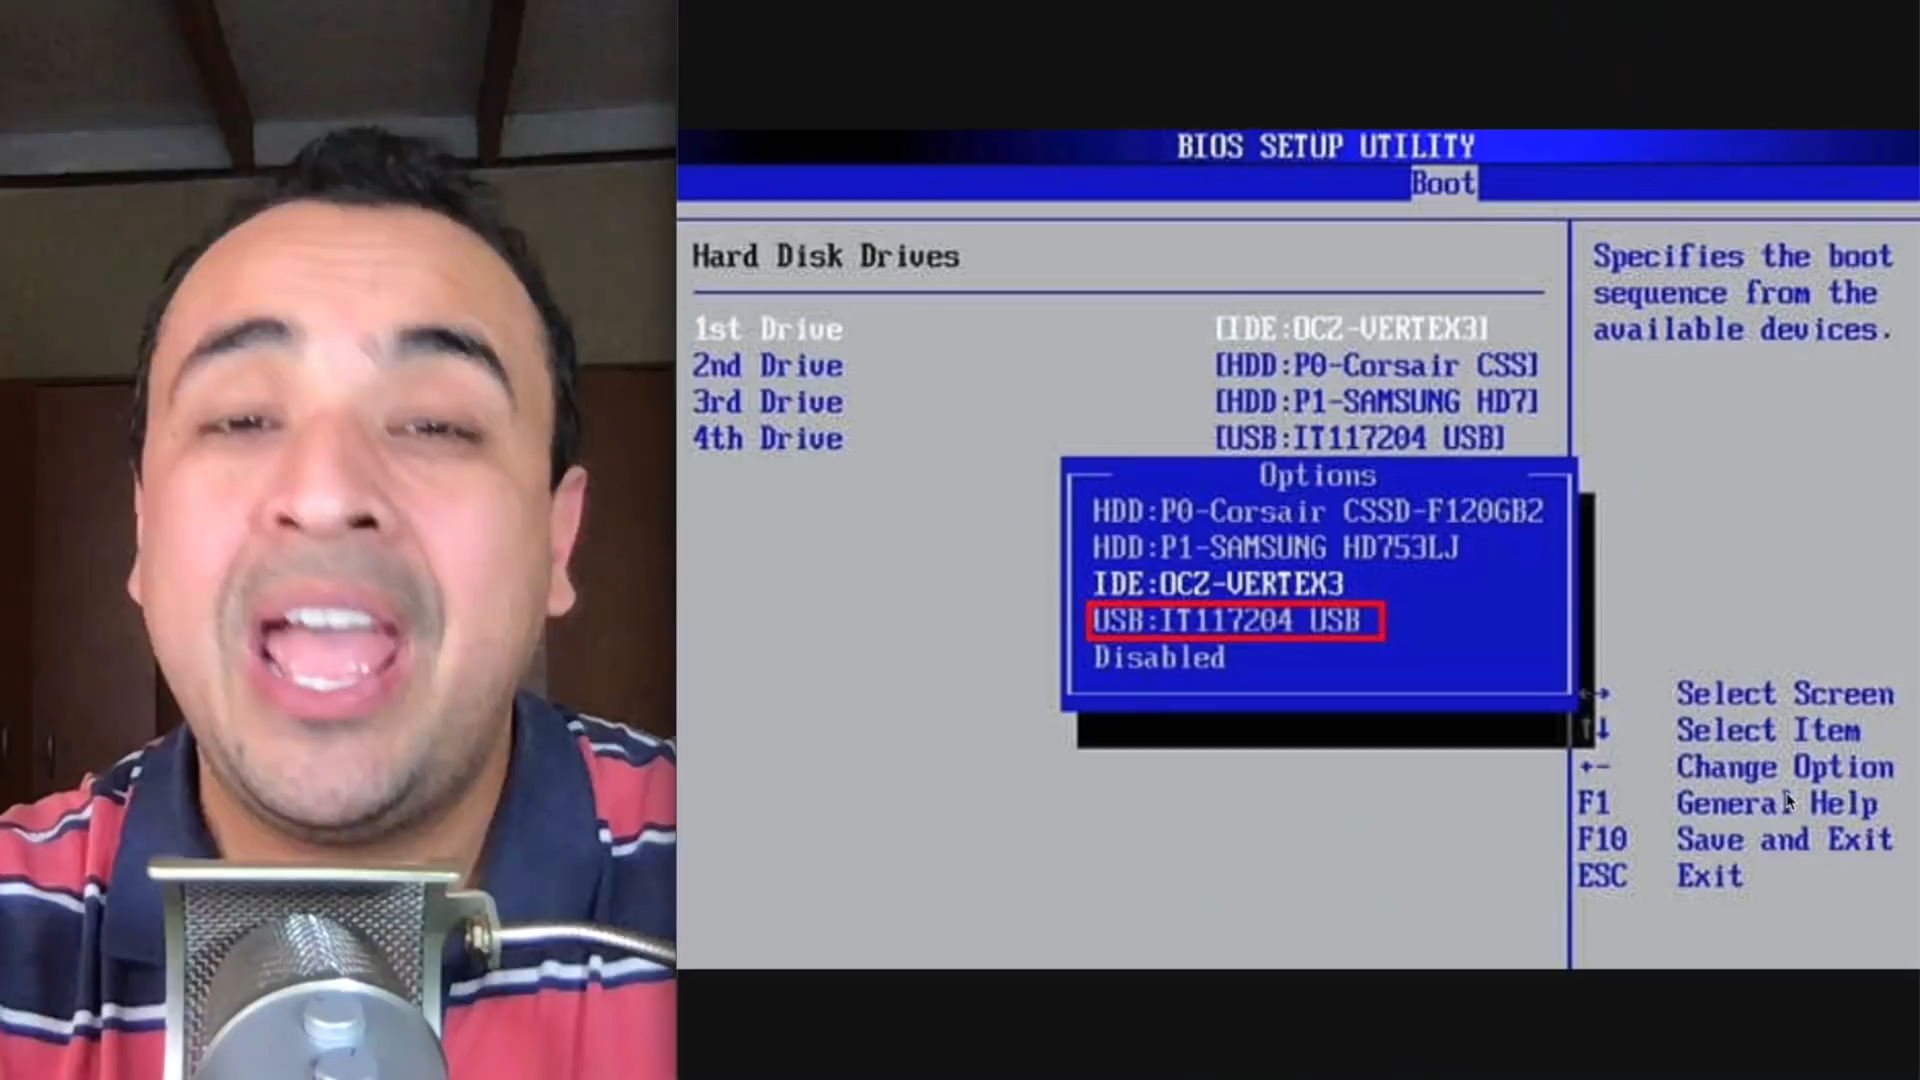 BIOS SETUP UTILITY
Boot
Hard Disk Drives
1st Drive [IDE:OCZ-VERTEX3]
2nd Drive [HDD:P0-Corsair CSS]
3rd Drive [HDD:P1-SAMSUNG HD7]
4th Drive [USB:IT117204 USB]
Options
HDD:P0-Corsair CSSD-F120GB2
HDD:P1-SAMSUNG HD753LJ
IDE:OCZ-VERTEX3
USB:IT117204 USB
Disabled
Specifies the boot
sequence from the
available devices.
←→ Select Screen
↑↓ Select Item
+- Change Option
F1 General Help
F10 Save and Exit
ESC Exit